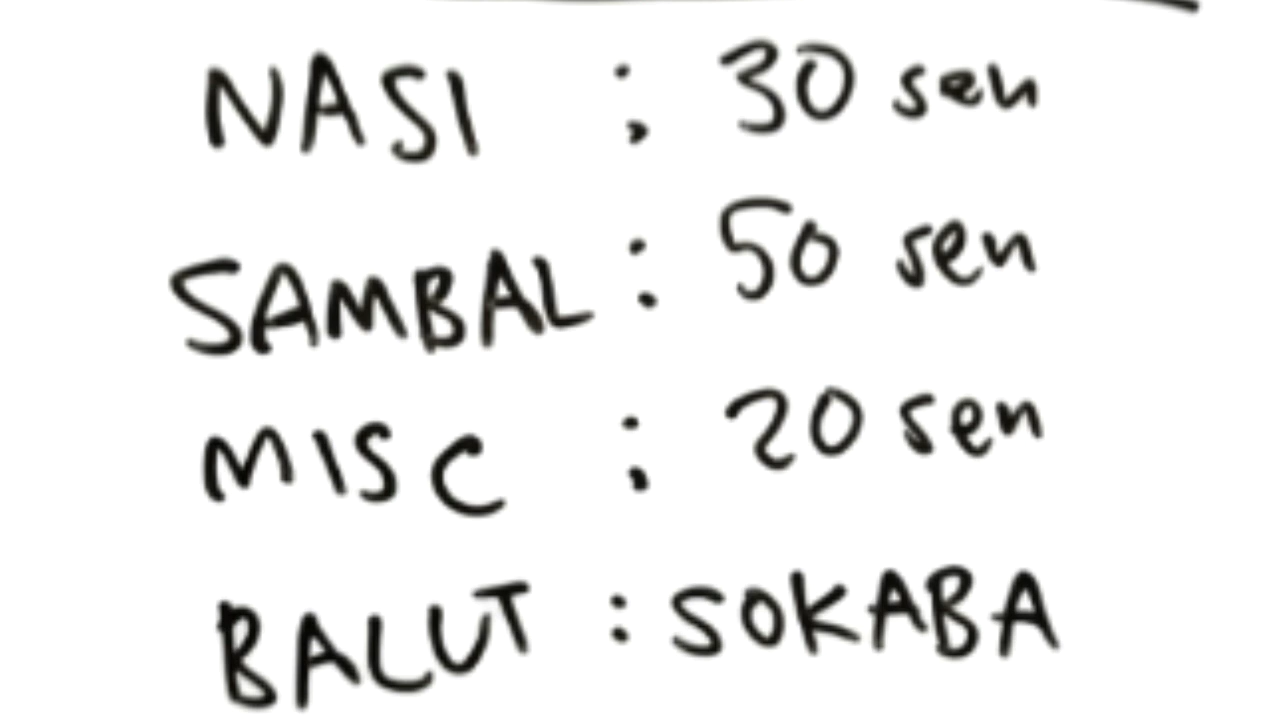 NASI : 30 sen
SAMBAL : 50 sen
MISC : 20 sen
BALUT : SOKABA